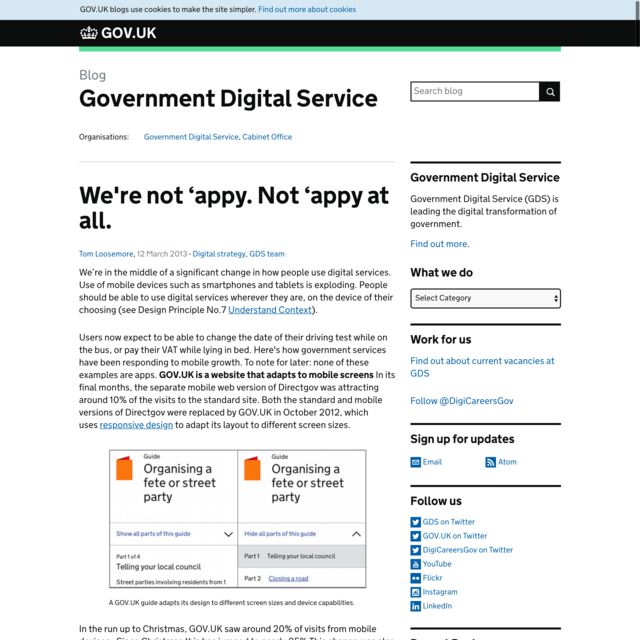 GOV.UK blogs use cookies to make the site simpler. Find out more about cookies
GOV.UK
Blog
Government Digital Service
Search blog
Organisations: Government Digital Service, Cabinet Office
We're not ‘appy. Not ‘appy at
all.
Tom Loosemore, 12 March 2013 - Digital strategy, GDS team
We're in the middle of a significant change in how people use digital services.
Use of mobile devices such as smartphones and tablets is exploding. People
should be able to use digital services wherever they are, on the device of their
choosing (see Design Principle No.7 Understand Context).
Users now expect to be able to change the date of their driving test while on
the bus, or pay their VAT while lying in bed. Here's how government services
have been responding to mobile growth. To note for later: none of these
examples are apps. GOV.UK is a website that adapts to mobile screens In its
final months, the separate mobile web version of Directgov was attracting
around 10% of the visits to the standard site. Both the standard and mobile
versions of Directgov were replaced by GOV.UK in October 2012, which
uses responsive design to adapt its layout to different screen sizes.
Guide
Organising a
fete or street
party
Show all parts of this guide
Part 1 of 4
Telling your local council
Street parties involving residents from 1
Guide
Organising a
fete or street
party
Hide all parts of this guide
Part 1 Telling your local council
Part 2 Closing a road
A GOV.UK guide adapts its design to different screen sizes and device capabilities.
In the run up to Christmas, GOV.UK saw around 20% of visits from mobile
Government Digital Service
Government Digital Service (GDS) is
leading the digital transformation of
government.
Find out more.
What we do
Select Category
Work for us
Find out about current vacancies at
GDS
Follow @DigiCareersGov
Sign up for updates
Email
Atom
Follow us
GDS on Twitter
GOV.UK on Twitter
DigiCareersGov on Twitter
YouTube
Flickr
Instagram
LinkedIn